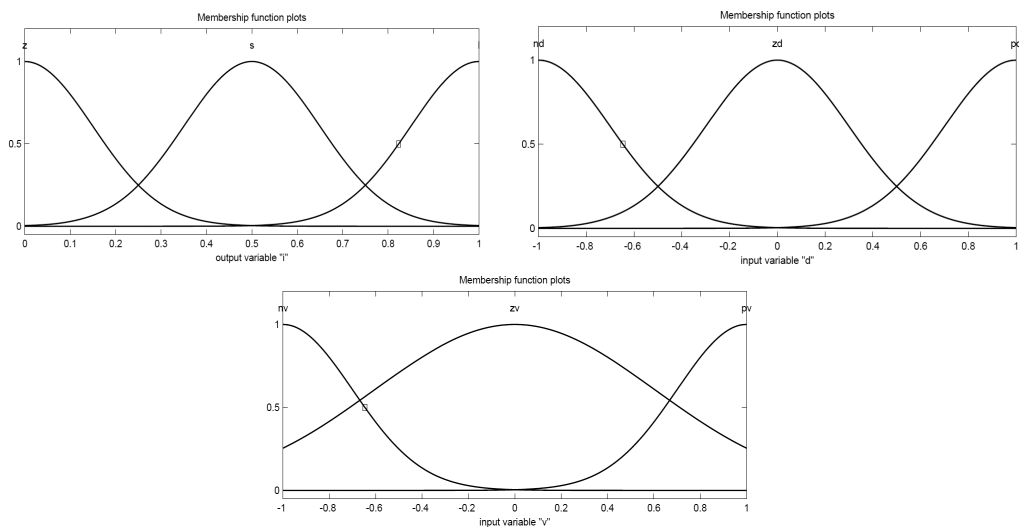 Membership function plots
z s l
1
0.5
0
0 0.1 0.2 0.3 0.4 0.5 0.6 0.7 0.8 0.9 1
output variable "i"
Membership function plots
nd zd pd
1
0.5
0
-1 -0.8 -0.6 -0.4 -0.2 0 0.2 0.4 0.6 0.8 1
input variable "d"
Membership function plots
nv zv pv
1
0.5
0
-1 -0.8 -0.6 -0.4 -0.2 0 0.2 0.4 0.6 0.8 1
input variable "v"